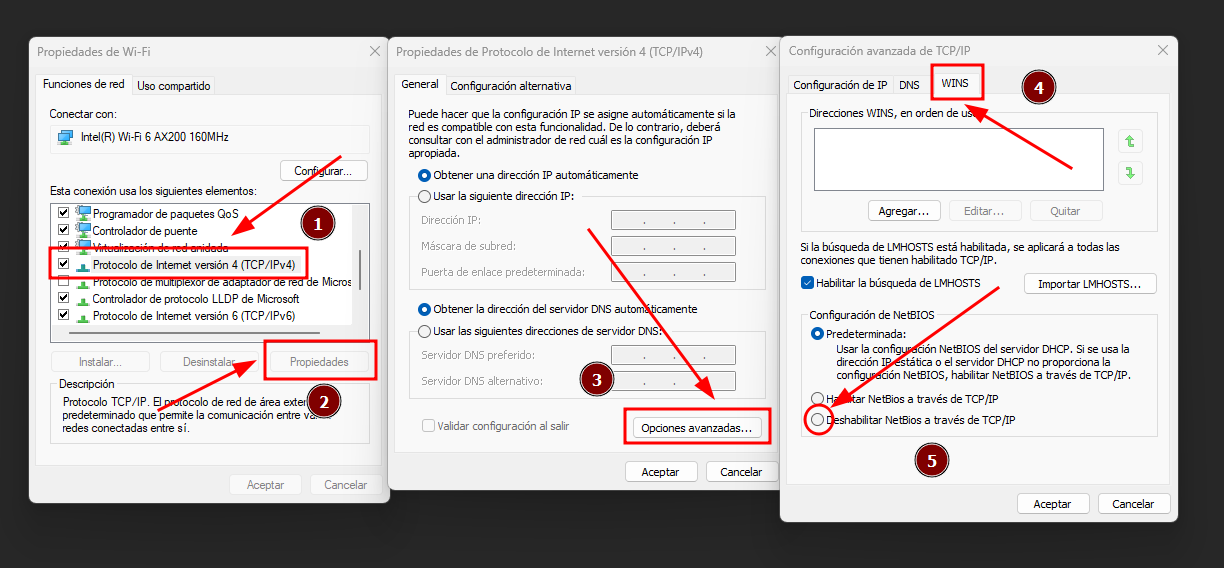 Propiedades de Wi-Fi
Funciones de red
Uso compartido
Conectar con:
Intel(R) Wi-Fi 6 AX200 160MHz
Configurar...
Esta conexión usa los siguientes elementos:
Programador de paquetes QoS
Controlador de puente
Virtualización de red anidada
Protocolo de Internet versión 4 (TCP/IPv4)
Protocolo de multiplexor de adaptador de red de Micros
Controlador de protocolo LLDP de Microsoft
Protocolo de Internet versión 6 (TCP/IPv6)
1
Instalar...
Desinstalar
Propiedades
2
Descripción
Protocolo TCP/IP. El protocolo de red de área exten
predeterminado que permite la comunicación entre va
redes conectadas entre sí.
Aceptar
Cancelar
Propiedades de Protocolo de Internet versión 4 (TCP/IPv4)
General
Configuración alternativa
Puede hacer que la configuración IP se asigne automáticamente si la
red es compatible con esta funcionalidad. De lo contrario, deberá
consultar con el administrador de red cuál es la configuración IP
apropiada.
Obtener una dirección IP automáticamente
Usar la siguiente dirección IP:
Dirección IP:
Máscara de subred:
Puerta de enlace predeterminada:
Obtener la dirección del servidor DNS automáticamente
Usar las siguientes direcciones de servidor DNS:
Servidor DNS preferido:
Servidor DNS alternativo:
3
Validar configuración al salir
Opciones avanzadas...
Aceptar
Cancelar
Configuración avanzada de TCP/IP
Configuración de IP
DNS
WINS
4
Direcciones WINS, en orden de uso:
Agregar...
Editar...
Quitar
Si la búsqueda de LMHOSTS está habilitada, se aplicará a todas las
conexiones que tienen habilitado TCP/IP.
Habilitar la búsqueda de LMHOSTS
Importar LMHOSTS...
Configuración de NetBIOS
Predeterminada:
Usar la configuración NetBIOS del servidor DHCP. Si se usa la
dirección IP estática o el servidor DHCP no proporciona la
configuración NetBIOS, habilitar NetBIOS a través de TCP/IP.
Habilitar NetBios a través de TCP/IP
Deshabilitar NetBios a través de TCP/IP
5
Aceptar
Cancelar